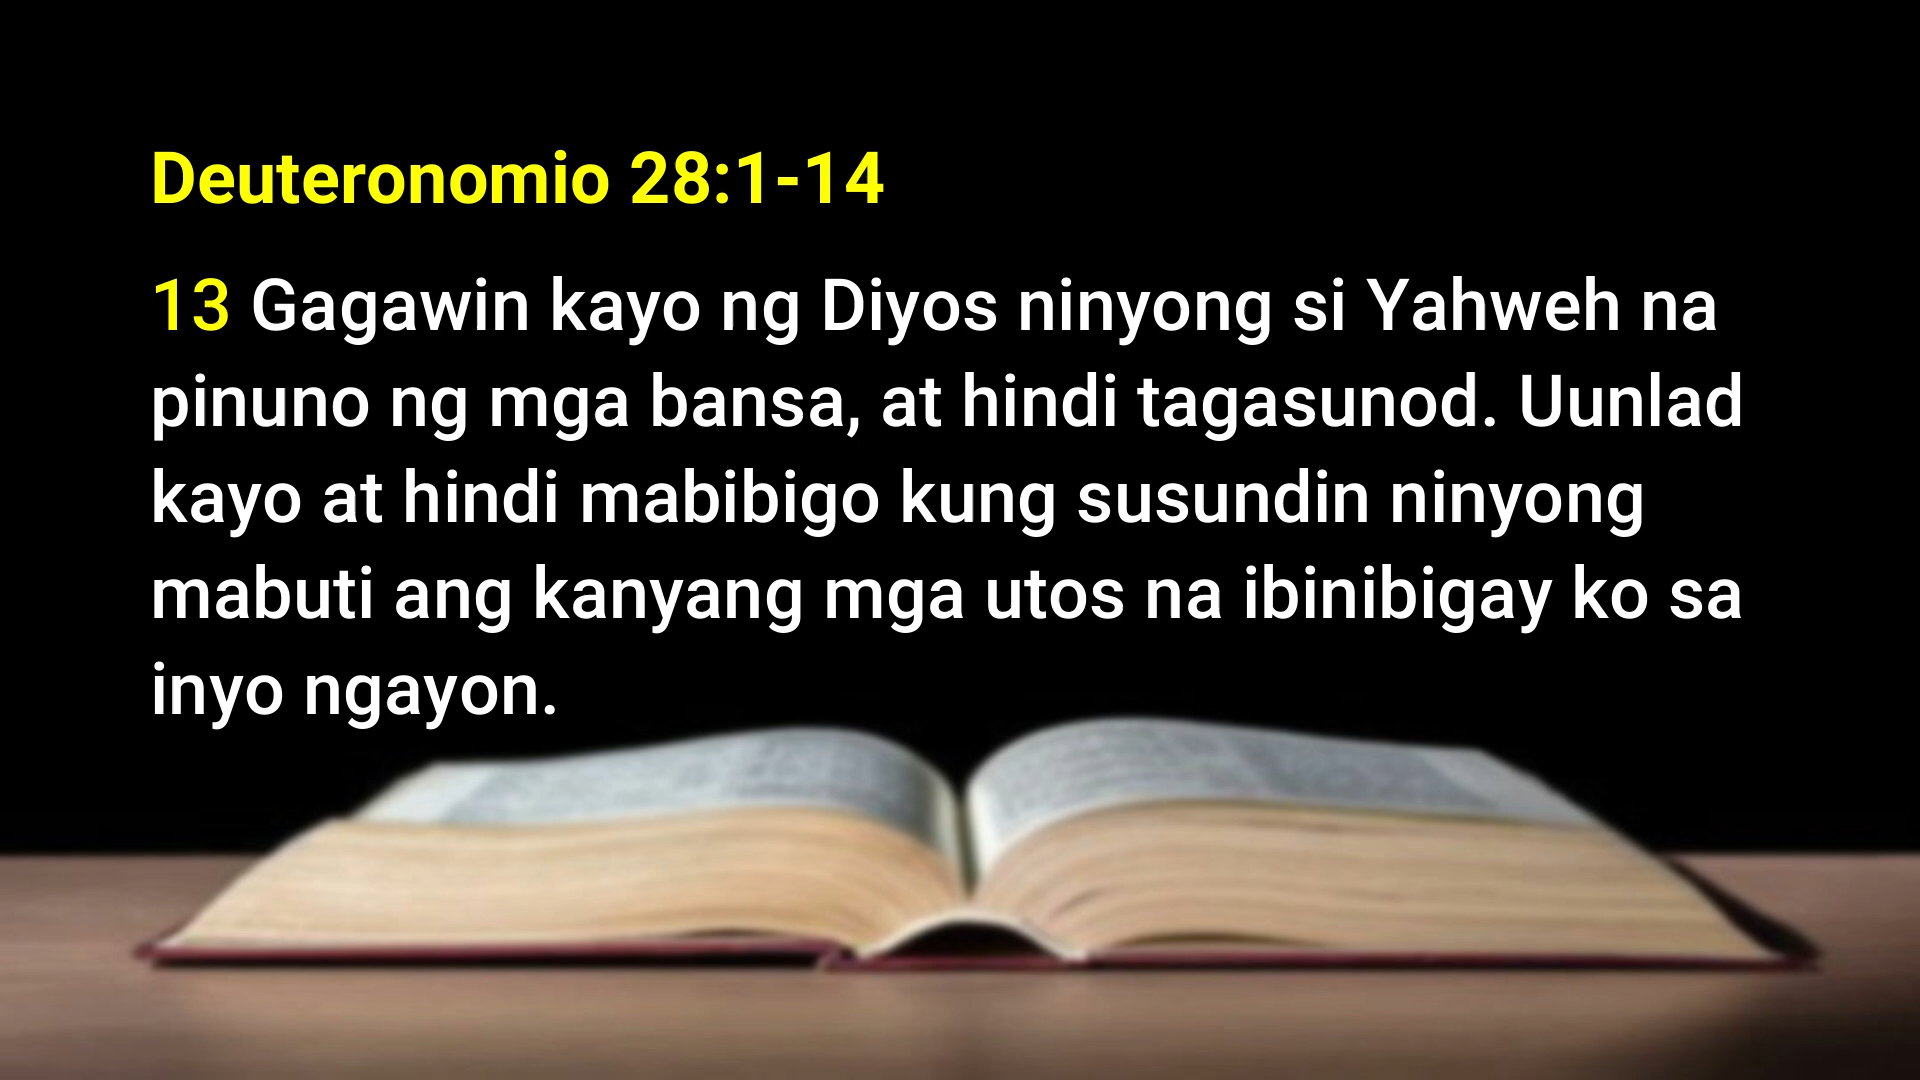 Deuteronomio 28:1-14
13 Gagawin kayo ng Diyos ninyong si Yahweh na
pinuno ng mga bansa, at hindi tagasunod. Uunlad
kayo at hindi mabibigo kung susundin ninyong
mabuti ang kanyang mga utos na ibinibigay ko sa
inyo ngayon.